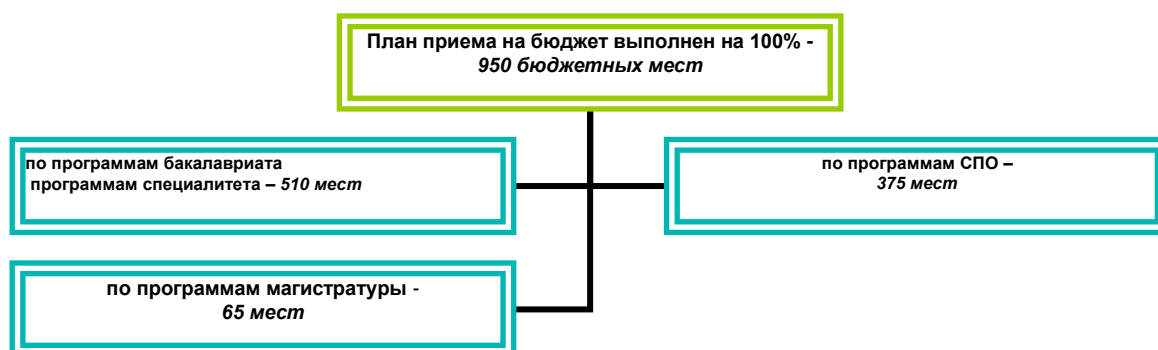 План приема на бюджет выполнен на 100% -
950 бюджетных мест
по программам бакалавриата
программам специалитета – 510 мест
по программам СПО –
375 мест
по программам магистратуры -
65 мест